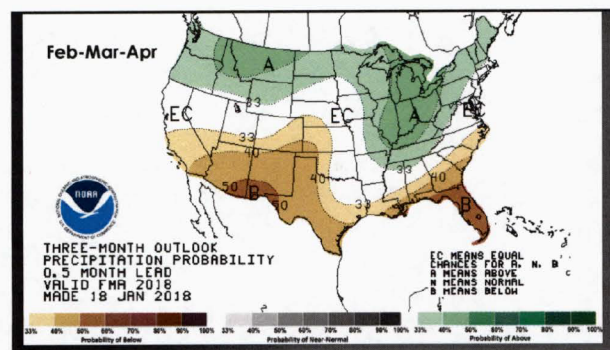 Feb-Mar-Apr
A
33
EC
EC
EC
A
33
40
33
40
40
50
B
50
33
B
NOAA
THREE-MONTH OUTLOOK
PRECIPITATION PROBABILITY
0.5 MONTH LEAD
VALID FMA 2018
MADE 18 JAN 2018
EC MEANS EQUAL
CHANCES FOR A, N, B
A MEANS ABOVE
N MEANS NORMAL
B MEANS BELOW
33% 40% 50% 60% 70% 80% 90% 100%
Probability of Below
33% 40% 50% 60% 70% 80% 90% 100%
Probability of Near-Normal
33% 40% 50% 60% 70% 80% 90% 100%
Probability of Above